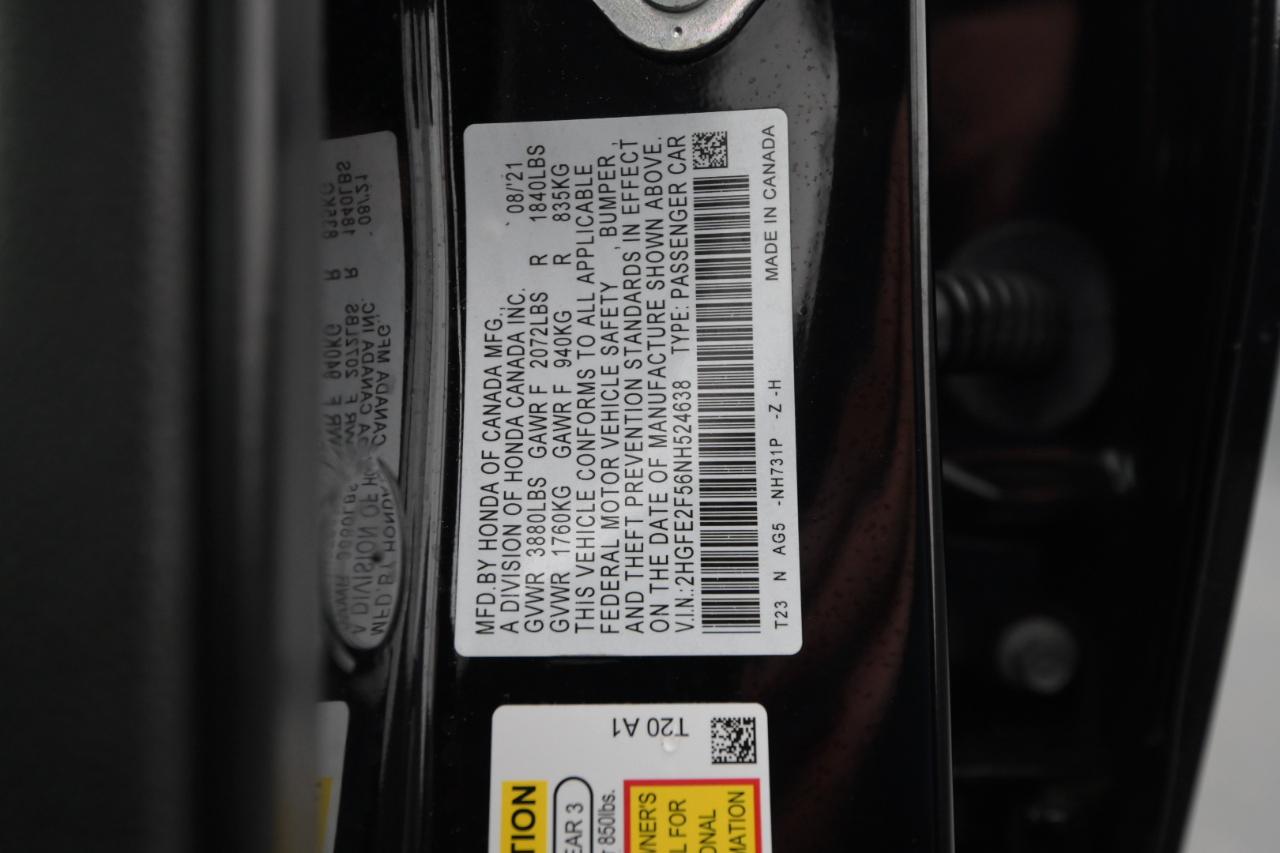 MFD.BY HONDA OF CANADA MFG.,
A DIVISION OF HONDA CANADA INC. 08/'21
GVWR 3880LBS GAWR F 2072LBS R 1840LBS
GVWR 1760KG GAWR F 940KG R 835KG
THIS VEHICLE CONFORMS TO ALL APPLICABLE
FEDERAL MOTOR VEHICLE SAFETY, BUMPER,
AND THEFT PREVENTION STANDARDS IN EFFECT
ON THE DATE OF MANUFACTURE SHOWN ABOVE.
V.I.N.:2HGFE2F56NH524638 TYPE: PASSENGER CAR
T23 N AG5 -NH731P -Z -H MADE IN CANADA
T20 A1
850lbs.
FOR